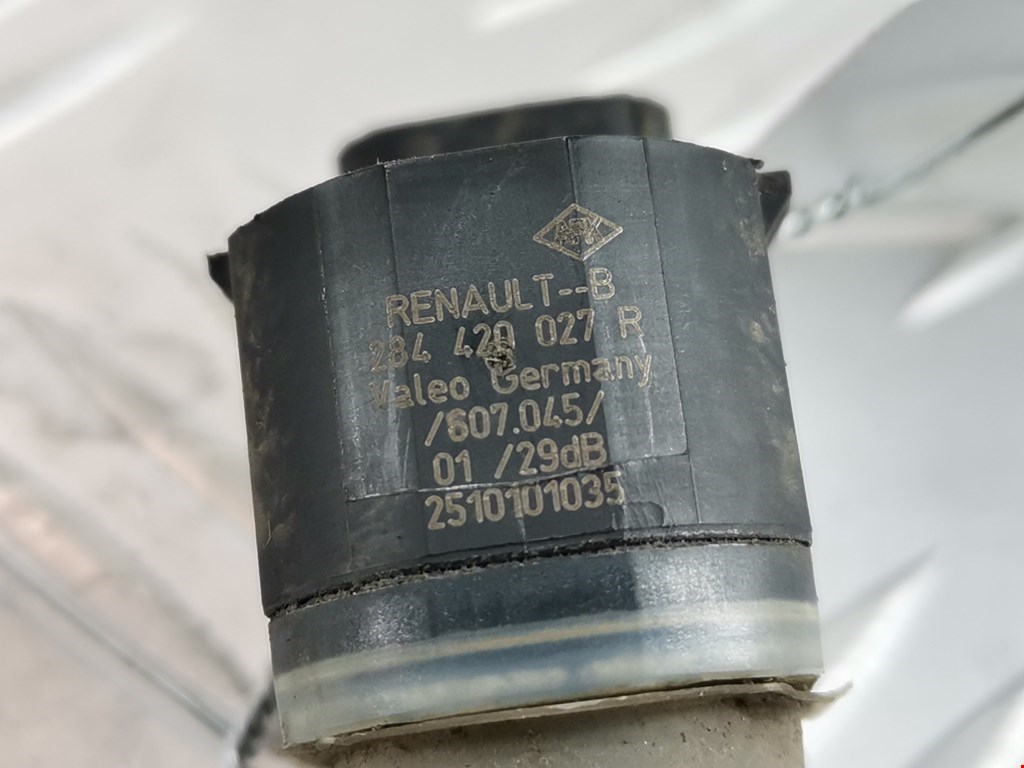 RENAULT--B
284 420 027 R
Valeo Germany
/607.045/
01 /29dB
2510101035